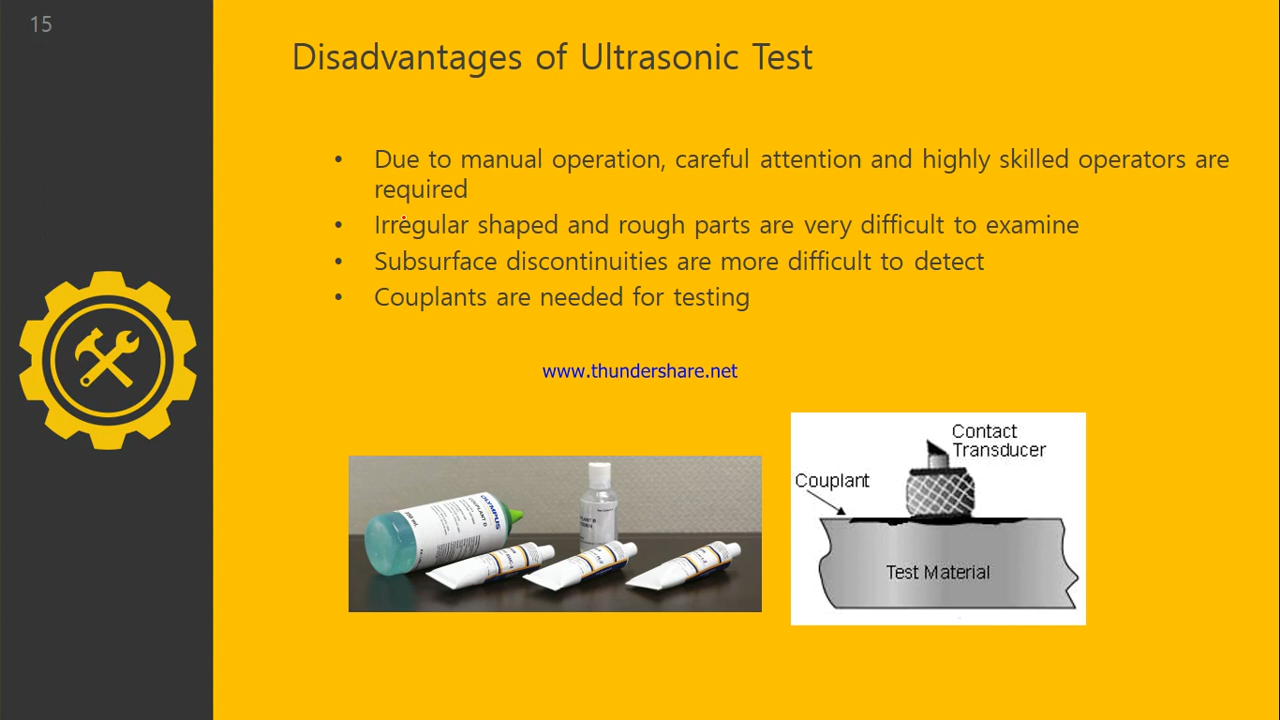 15
Disadvantages of Ultrasonic Test
• Due to manual operation, careful attention and highly skilled operators are
required
• Irregular shaped and rough parts are very difficult to examine
• Subsurface discontinuities are more difficult to detect
• Couplants are needed for testing
www.thundershare.net
OLYMPUS
COUPLANT D
Contact
Transducer
Couplant
Test Material